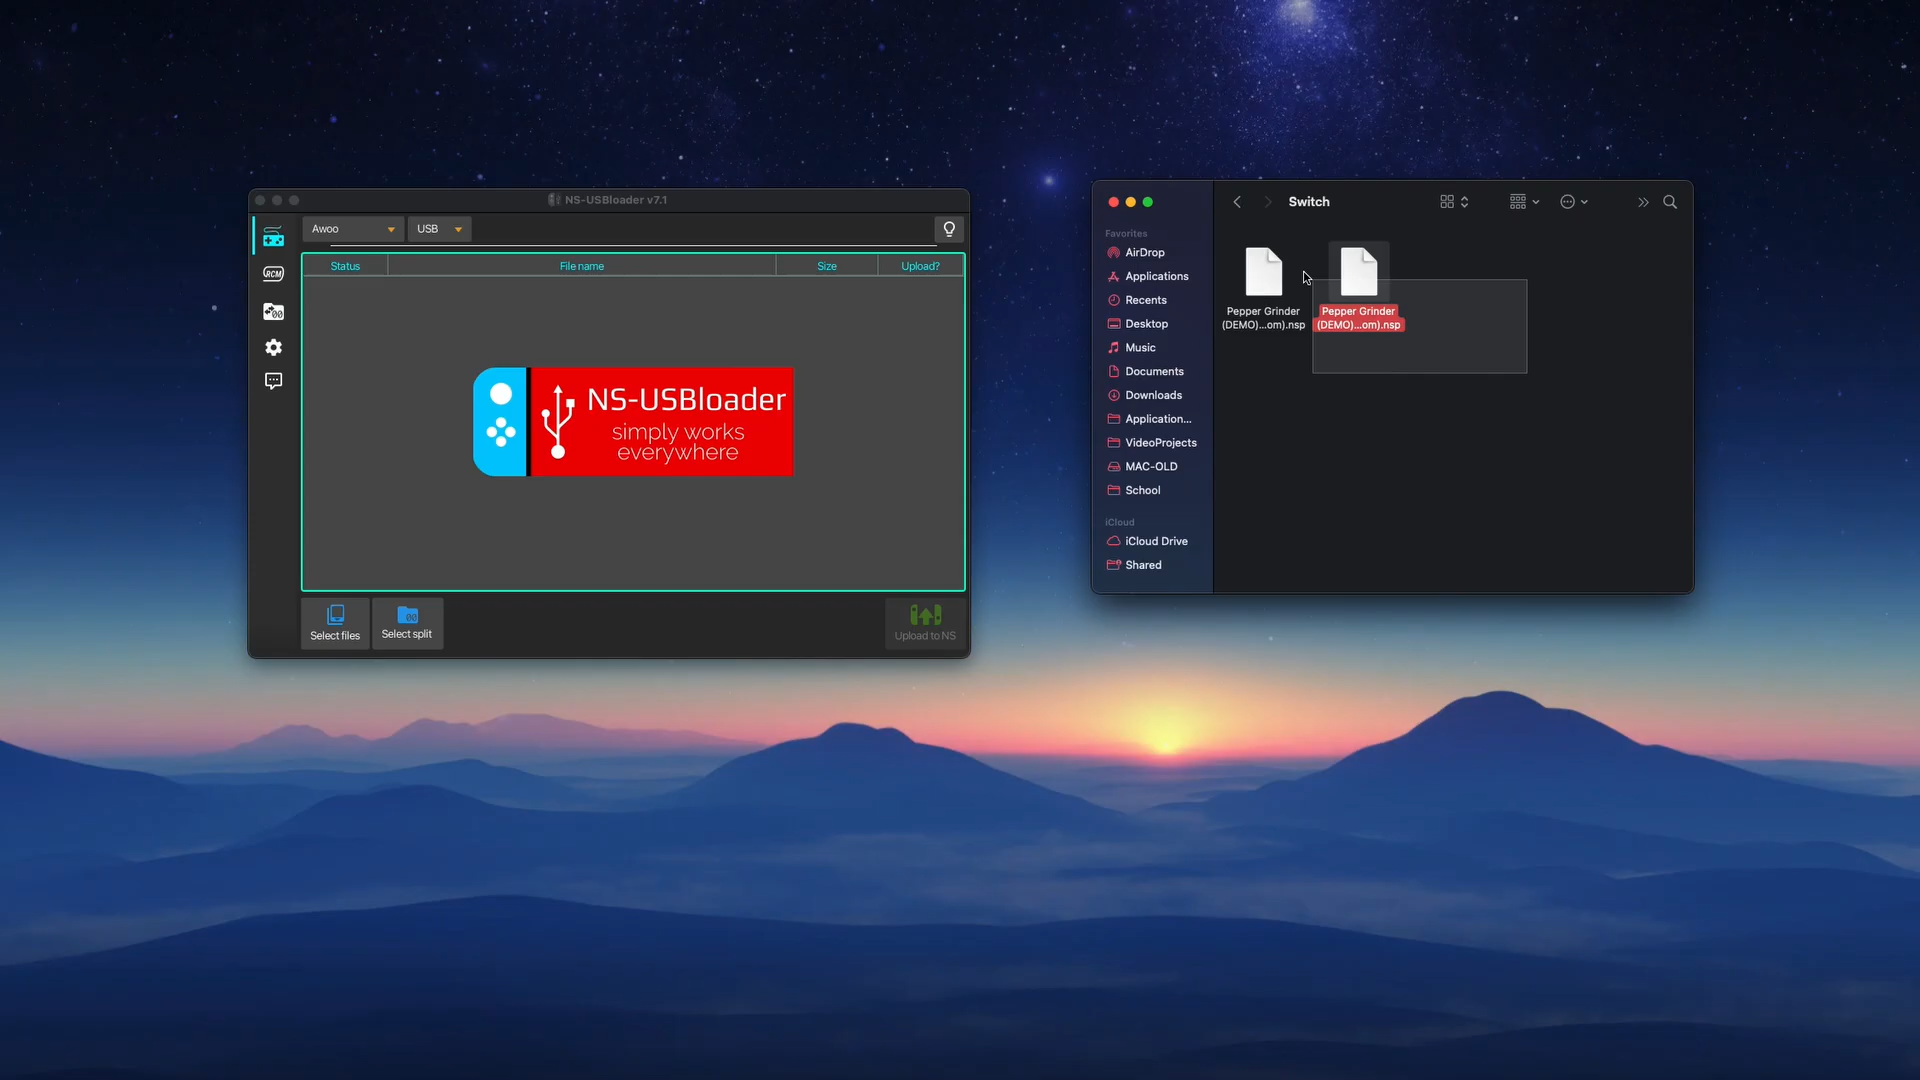 NS-USBloader v7.1
Awoo
USB
RCM
Status
File name
Size
Upload?
NS-USBloader
simply works
everywhere
Select files
Select split
Upload to NS
Switch
Favorites
AirDrop
Applications
Recents
Desktop
Music
Documents
Downloads
Application...
VideoProjects
MAC-OLD
School
iCloud
iCloud Drive
Shared
Pepper Grinder
(DEMO)...om).nsp
Pepper Grinder
(DEMO)...om).nsp